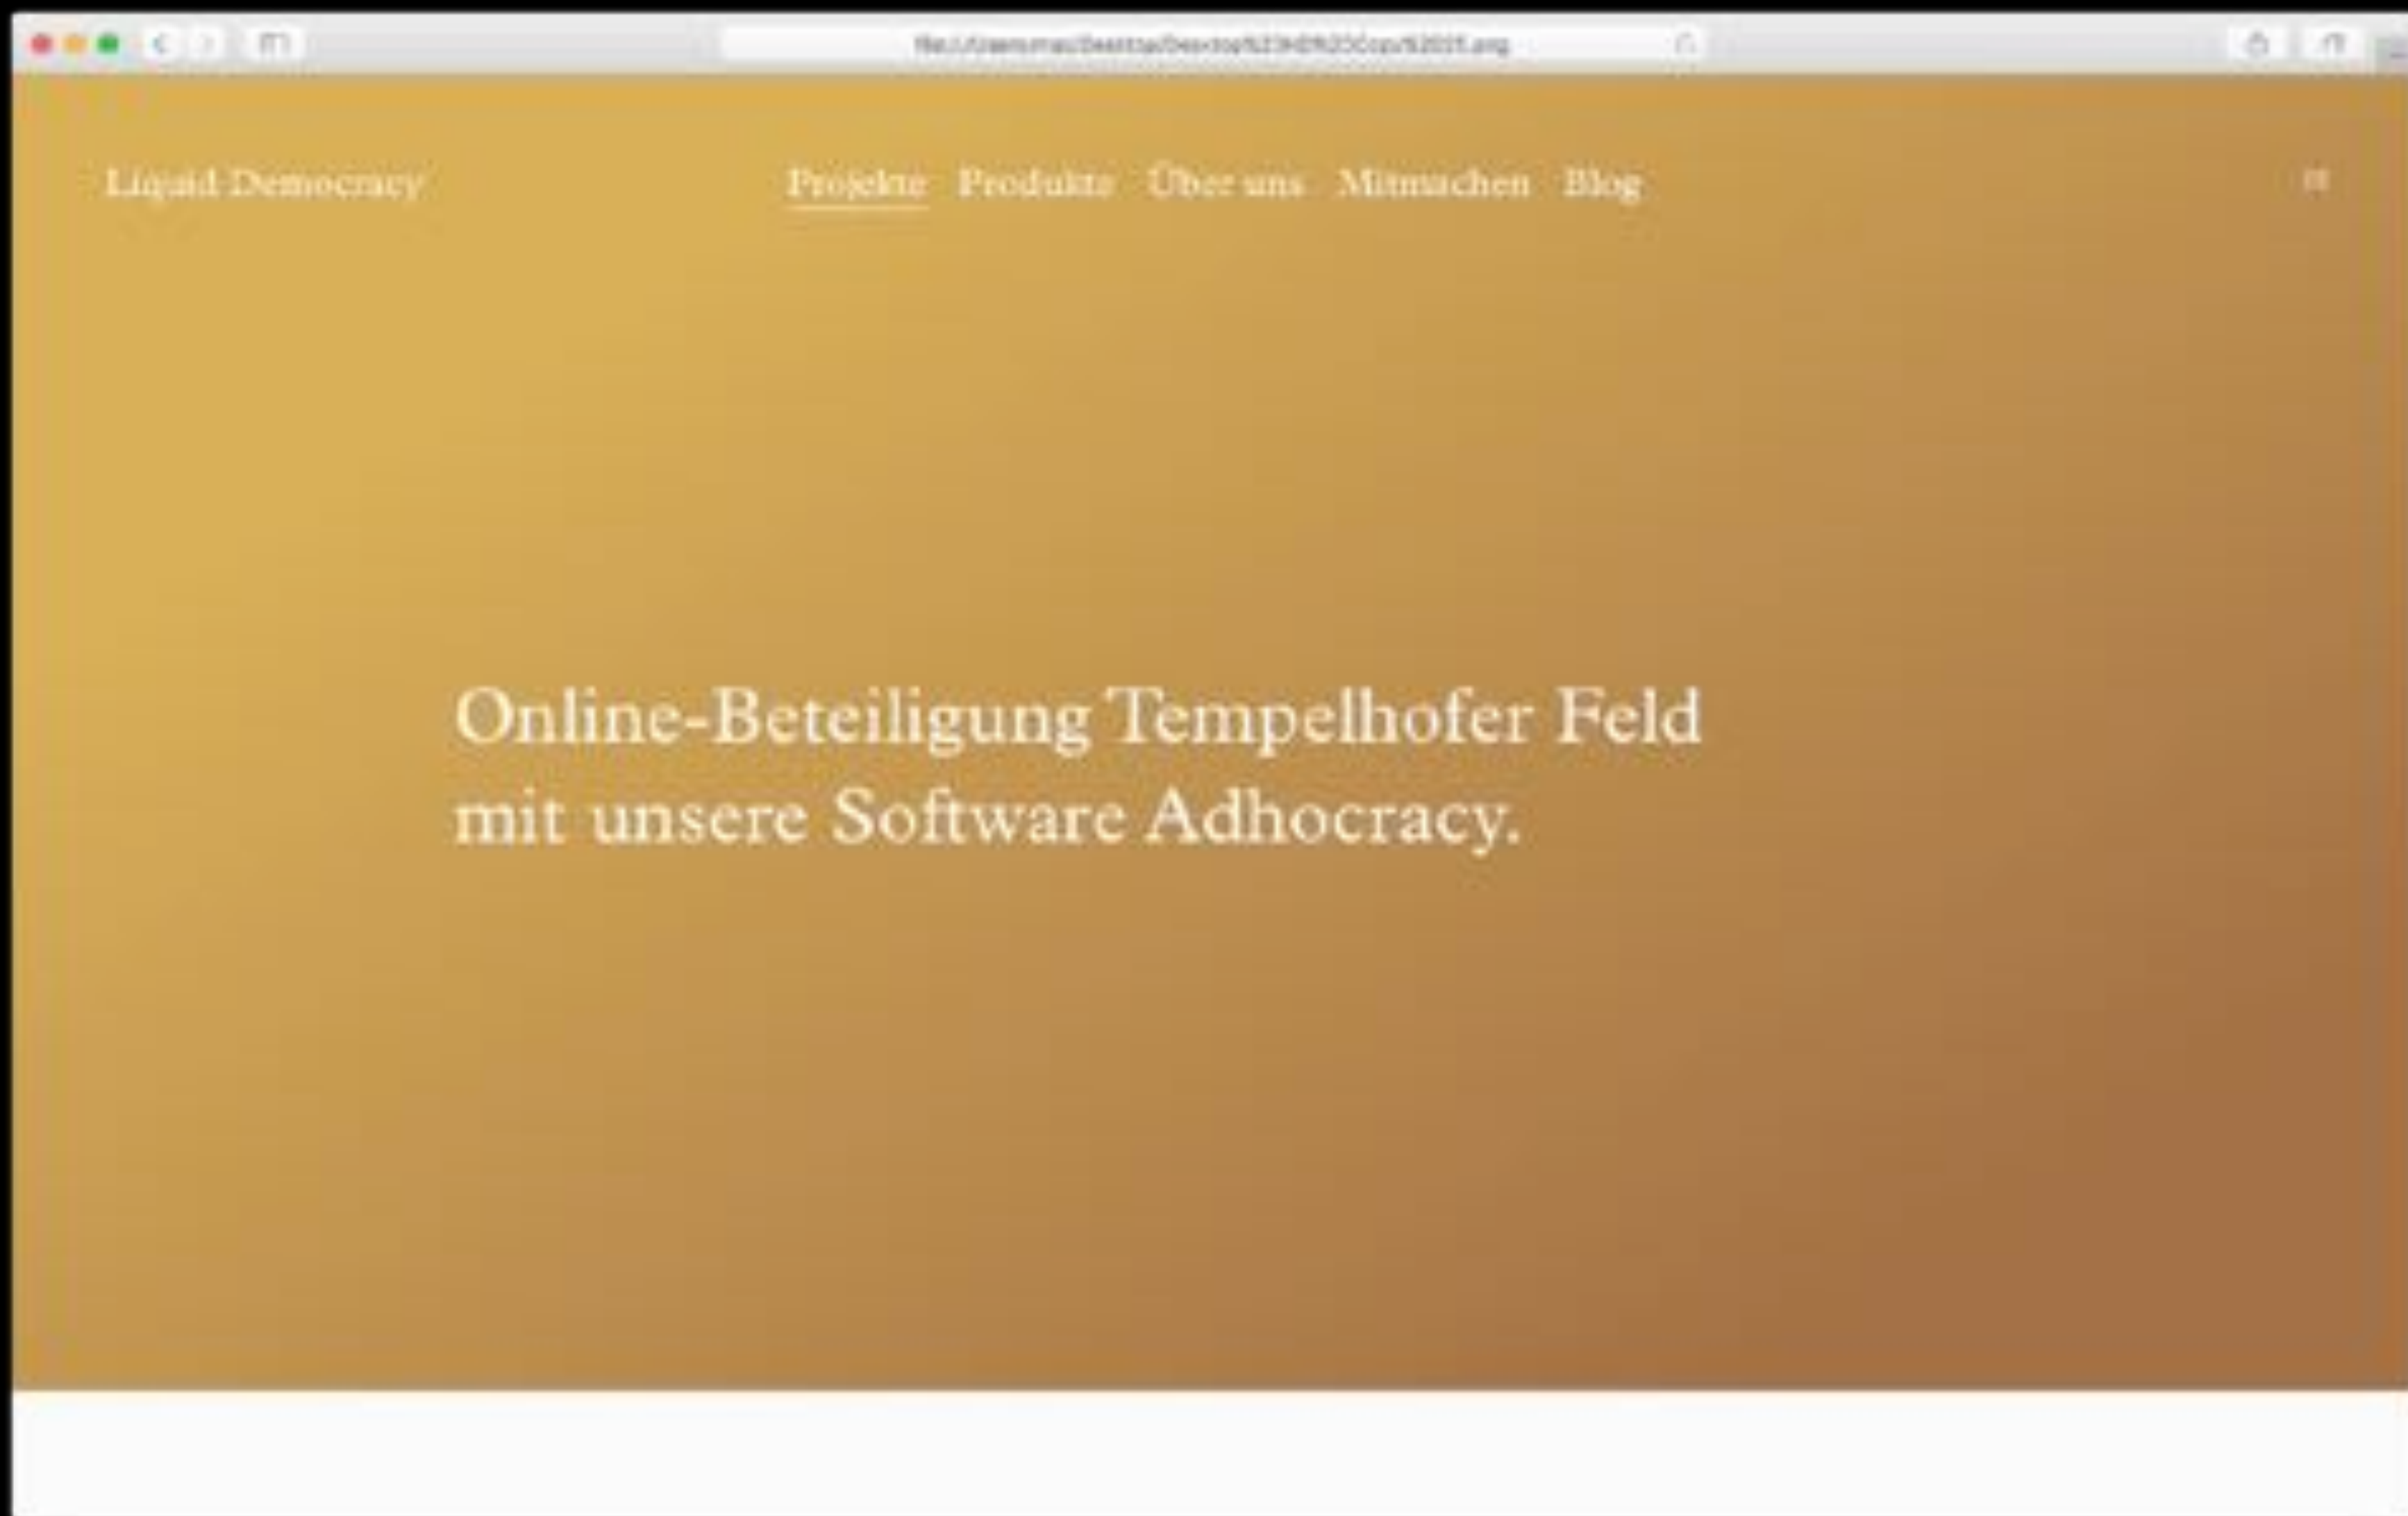 Liquid Democracy
Projekte Produkte Über uns Mitmachen Blog
Online-Beteiligung Tempelhofer Feld
mit unsere Software Adhocracy.